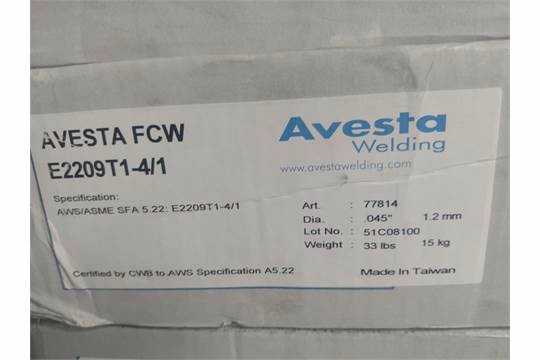 AVESTA FCW
E2209T1-4/1
Avesta
Welding
www.avestawelding.com
Specification:
AWS/ASME SFA 5.22: E2209T1-4/1
Art. : 77814
Dia. : .045" 1.2 mm
Lot No. : 51C08100
Weight : 33 lbs 15 kg
Certified by CWB to AWS Specification A5.22
Made In Taiwan